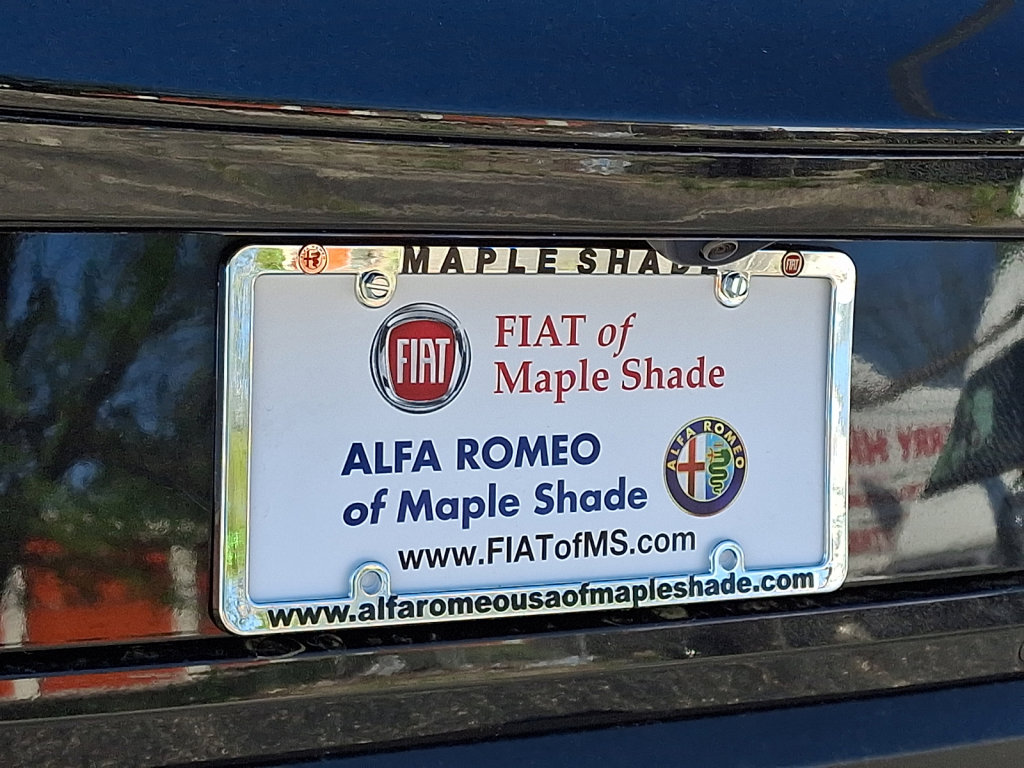 MAPLE SHADE
FIAT
FIAT
FIAT of
Maple Shade
ALFA ROMEO
ALFA ROMEO
of Maple Shade
www.FIATofMS.com
www.alfaromeousaofmapleshade.com